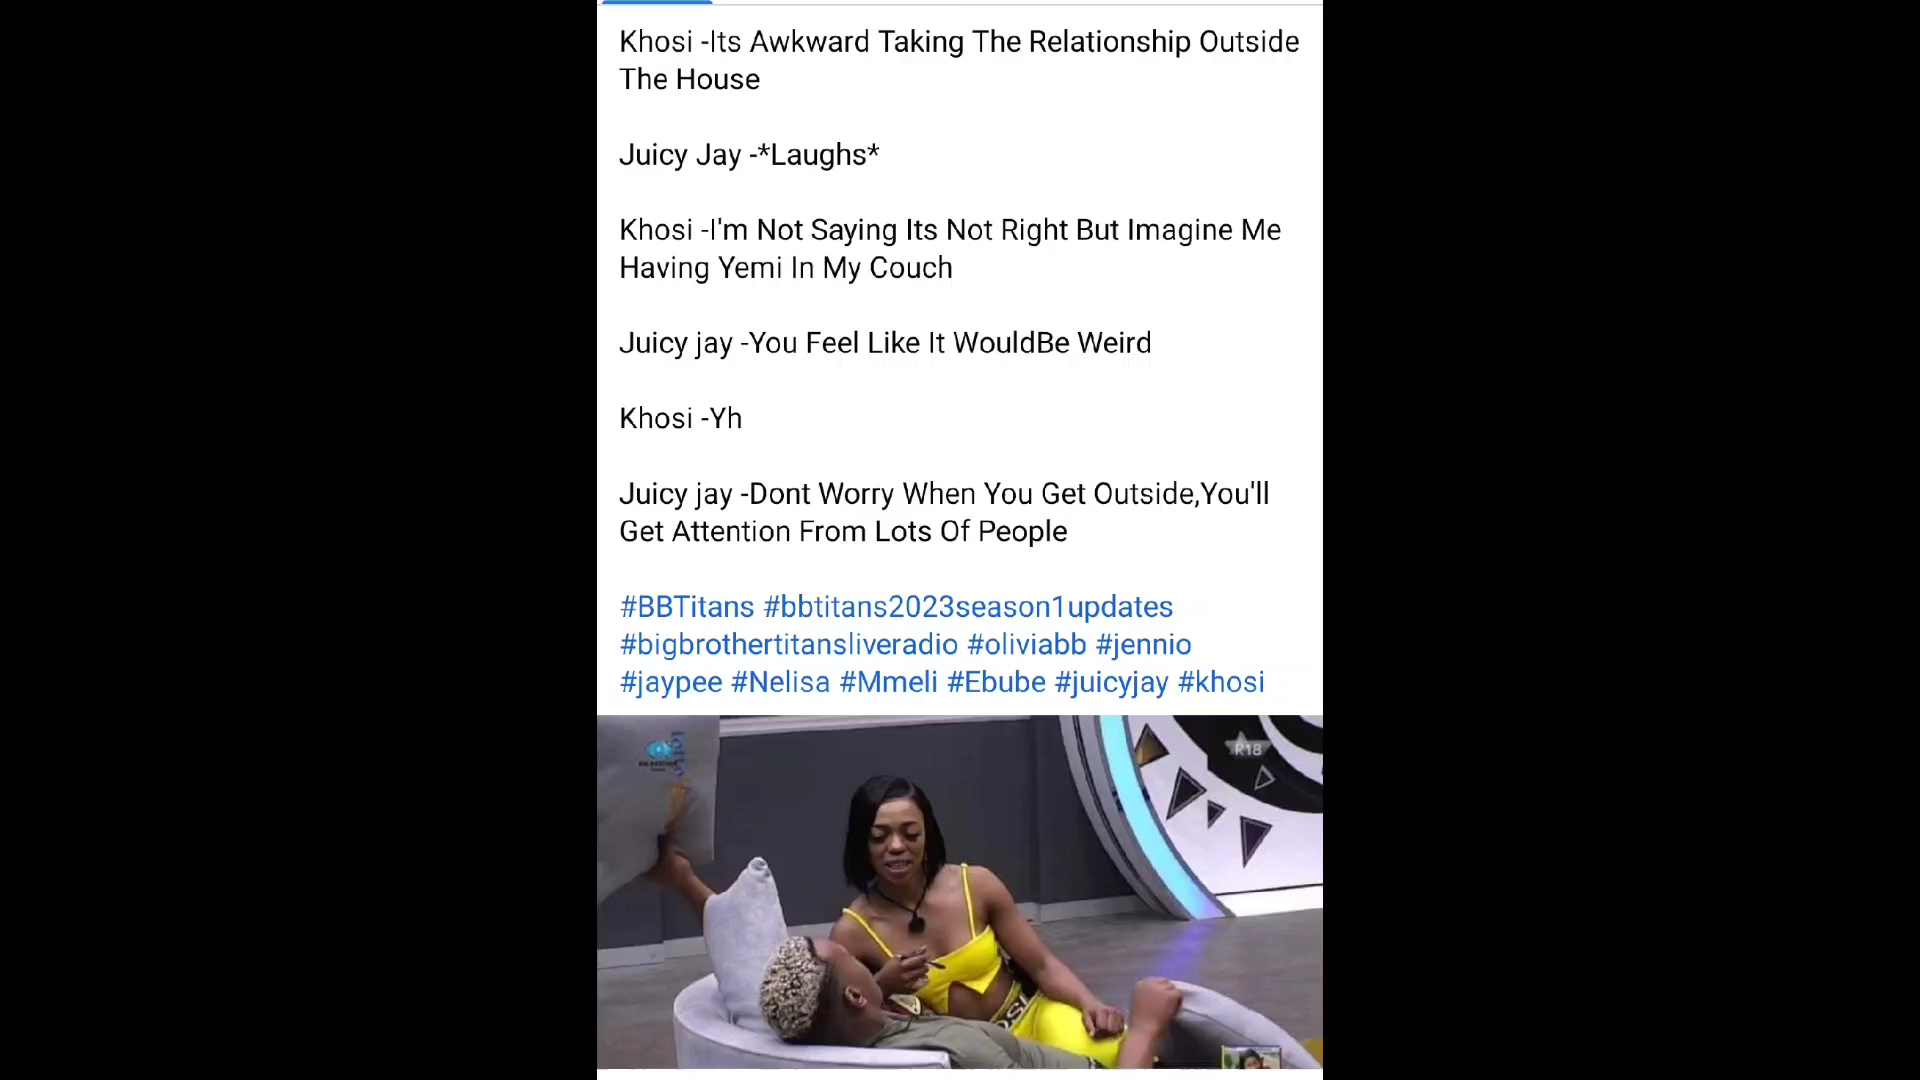 Khosi -Its Awkward Taking The Relationship Outside
The House
Juicy Jay -*Laughs*
Khosi -I'm Not Saying Its Not Right But Imagine Me
Having Yemi In My Couch
Juicy jay -You Feel Like It WouldBe Weird
Khosi -Yh
Juicy jay -Dont Worry When You Get Outside,You'll
Get Attention From Lots Of People
#BBTitans #bbtitans2023season1updates
#bigbrothertitansliveradio #oliviabb #jennio
#jaypee #Nelisa #Mmeli #Ebube #juicyjay #khosi
R18
BIG BROTHER